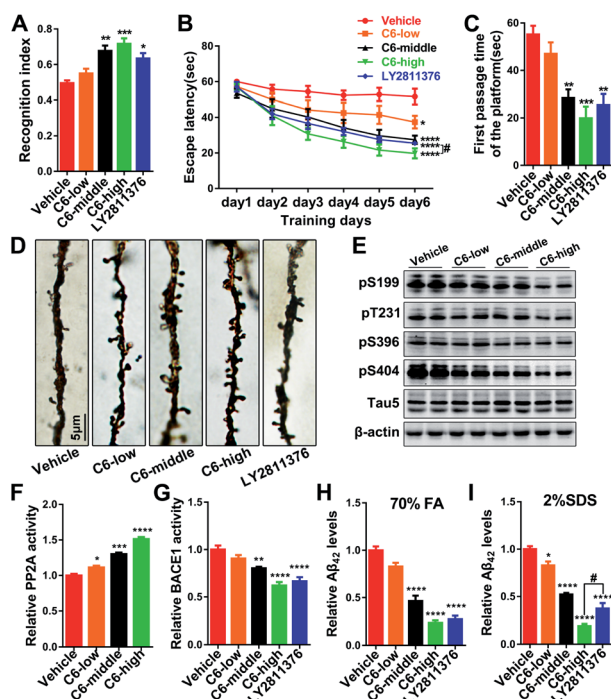 A
Recognition index
0.8
0.6
0.4
0.2
0.0
** *** *
Vehicle
C6-low
C6-middle
C6-high
LY2811376
B
Vehicle
C6-low
C6-middle
C6-high
LY2811376
Escape latency(sec)
80
60
40
20
0
*
****
****
****
#
day1 day2 day3 day4 day5 day6
Training days
C
First passage time
of the platform(sec)
60
40
20
0
** *** **
Vehicle
C6-low
C6-middle
C6-high
LY2811376
D
5μm
Vehicle
C6-low
C6-middle
C6-high
LY2811376
E
Vehicle C6-low C6-middle C6-high
pS199
pT231
pS396
pS404
Tau5
β-actin
F
Relative PP2A activity
2.0
1.5
1.0
0.5
0.0
* *** ****
Vehicle
C6-low
C6-middle
C6-high
G
Relative BACE1 activity
1.5
1.0
0.5
0.0
** **** ****
Vehicle
C6-low
C6-middle
C6-high
LY2811376
H
70% FA
Relative Aβ42 levels
1.5
1.0
0.5
0.0
**** **** ****
Vehicle
C6-low
C6-middle
C6-high
LY2811376
I
2%SDS
Relative Aβ42 levels
1.5
1.0
0.5
0.0
* **** **** ****
#
Vehicle
C6-low
C6-middle
C6-high
LY2811376